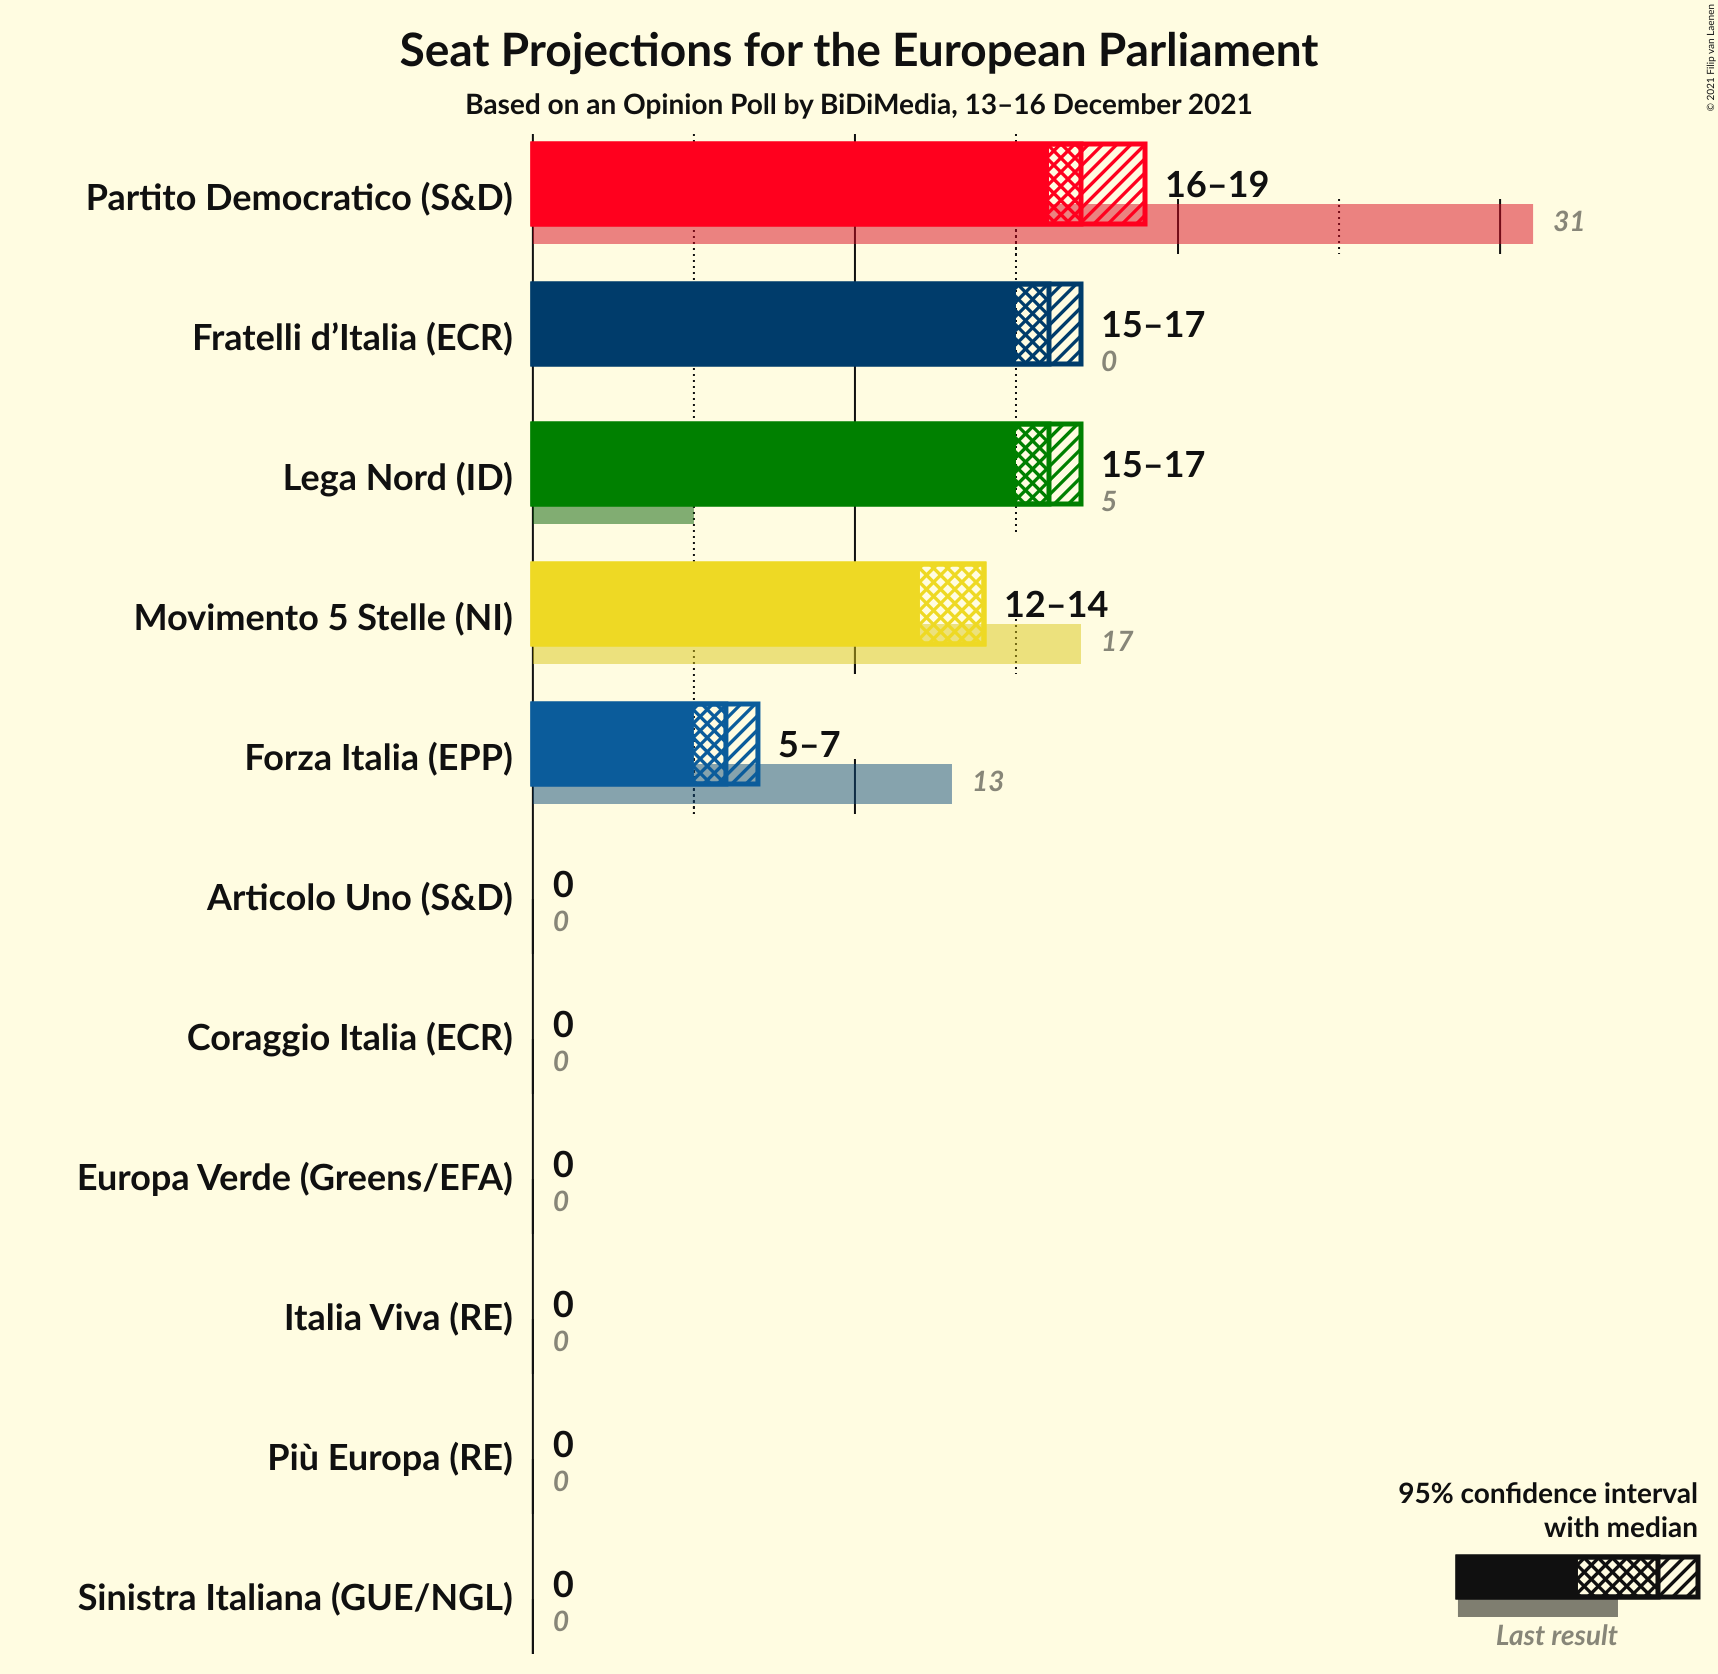 Seat Projections for the European Parliament
Based on an Opinion Poll by BiDiMedia, 13–16 December 2021
© 2021 Filip van Laenen
Partito Democratico (S&D)
16–19
31
Fratelli d’Italia (ECR)
15–17
0
Lega Nord (ID)
15–17
5
Movimento 5 Stelle (NI)
12–14
17
Forza Italia (EPP)
5–7
13
Articolo Uno (S&D)
0
0
Coraggio Italia (ECR)
0
0
Europa Verde (Greens/EFA)
0
0
Italia Viva (RE)
0
0
Più Europa (RE)
0
0
Sinistra Italiana (GUE/NGL)
0
0
95% confidence interval
with median
Last result